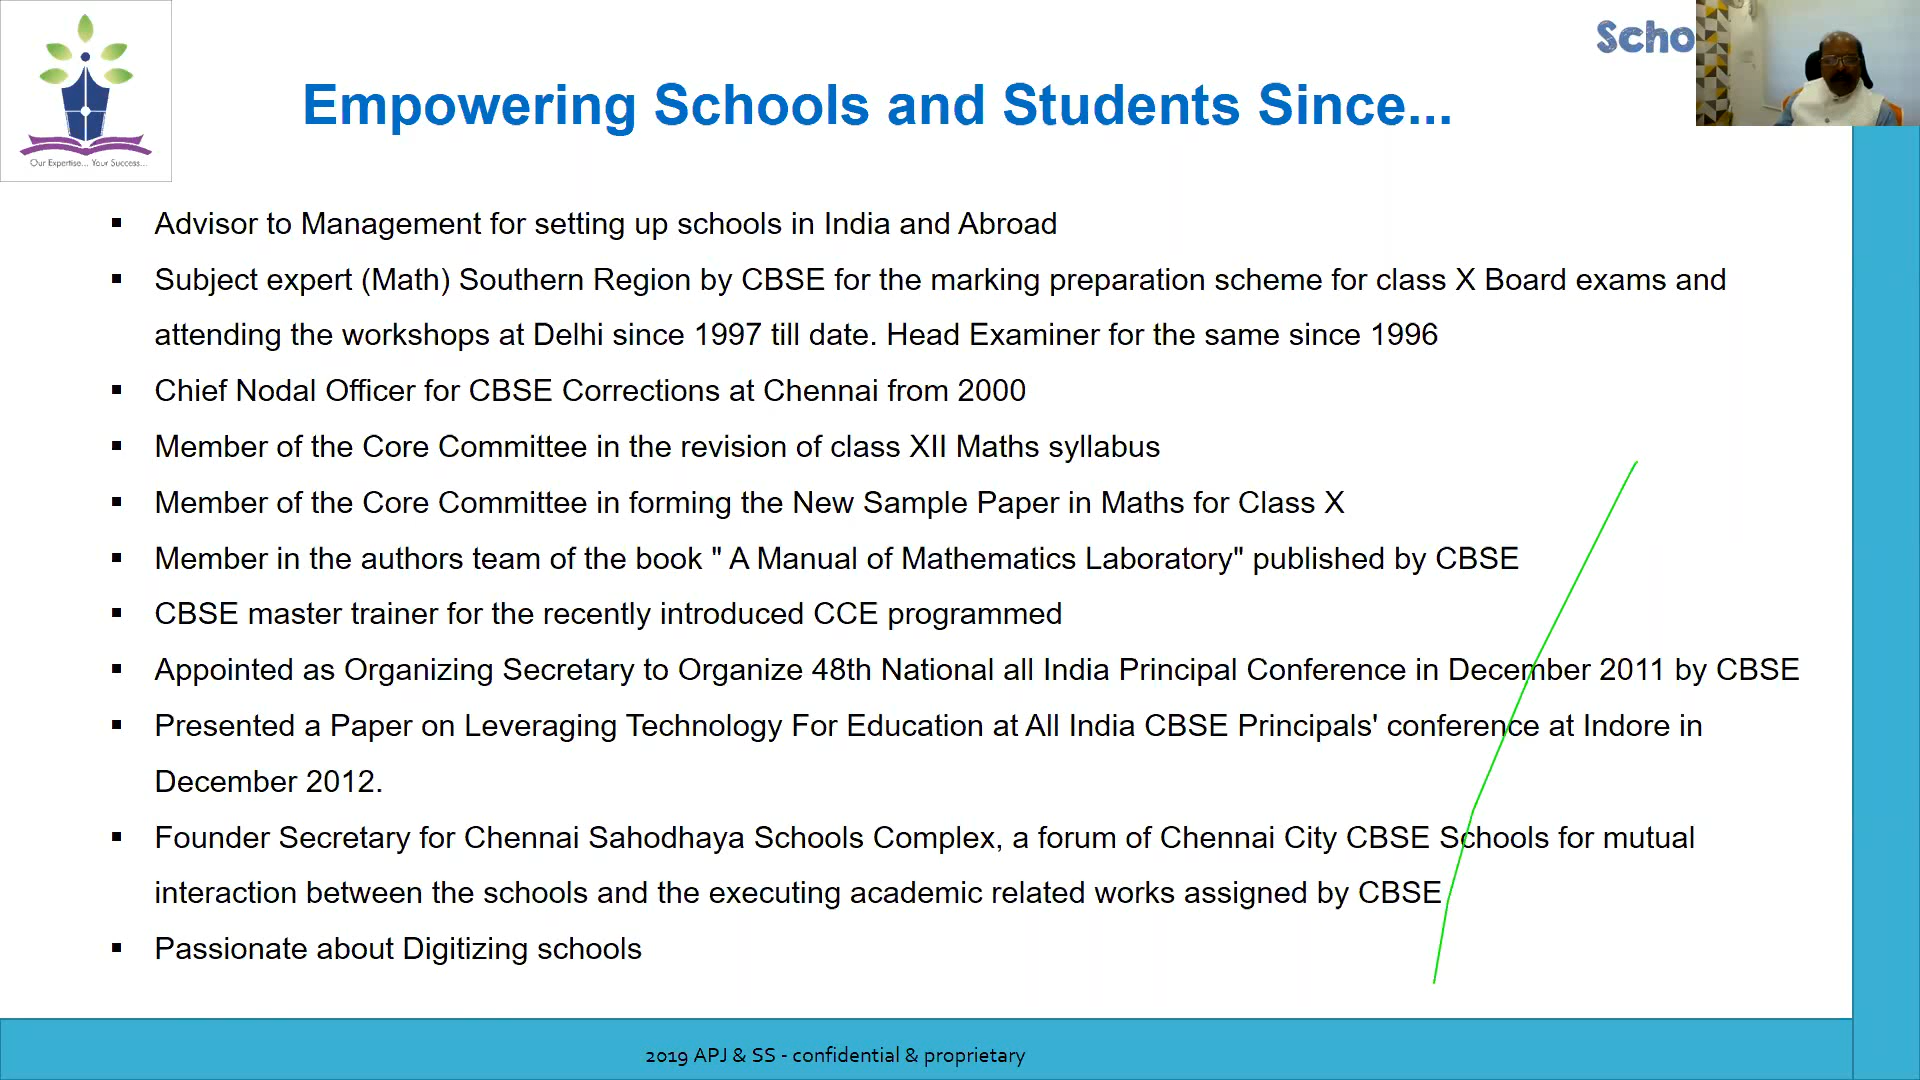 Scho
Empowering Schools and Students Since...
Our Expertise... Your Success...
▪ Advisor to Management for setting up schools in India and Abroad
▪ Subject expert (Math) Southern Region by CBSE for the marking preparation scheme for class X Board exams and
attending the workshops at Delhi since 1997 till date. Head Examiner for the same since 1996
▪ Chief Nodal Officer for CBSE Corrections at Chennai from 2000
▪ Member of the Core Committee in the revision of class XII Maths syllabus
▪ Member of the Core Committee in forming the New Sample Paper in Maths for Class X
▪ Member in the authors team of the book " A Manual of Mathematics Laboratory" published by CBSE
▪ CBSE master trainer for the recently introduced CCE programmed
▪ Appointed as Organizing Secretary to Organize 48th National all India Principal Conference in December 2011 by CBSE
▪ Presented a Paper on Leveraging Technology For Education at All India CBSE Principals' conference at Indore in
December 2012.
▪ Founder Secretary for Chennai Sahodhaya Schools Complex, a forum of Chennai City CBSE Schools for mutual
interaction between the schools and the executing academic related works assigned by CBSE
▪ Passionate about Digitizing schools
2019 APJ & SS - confidential & proprietary